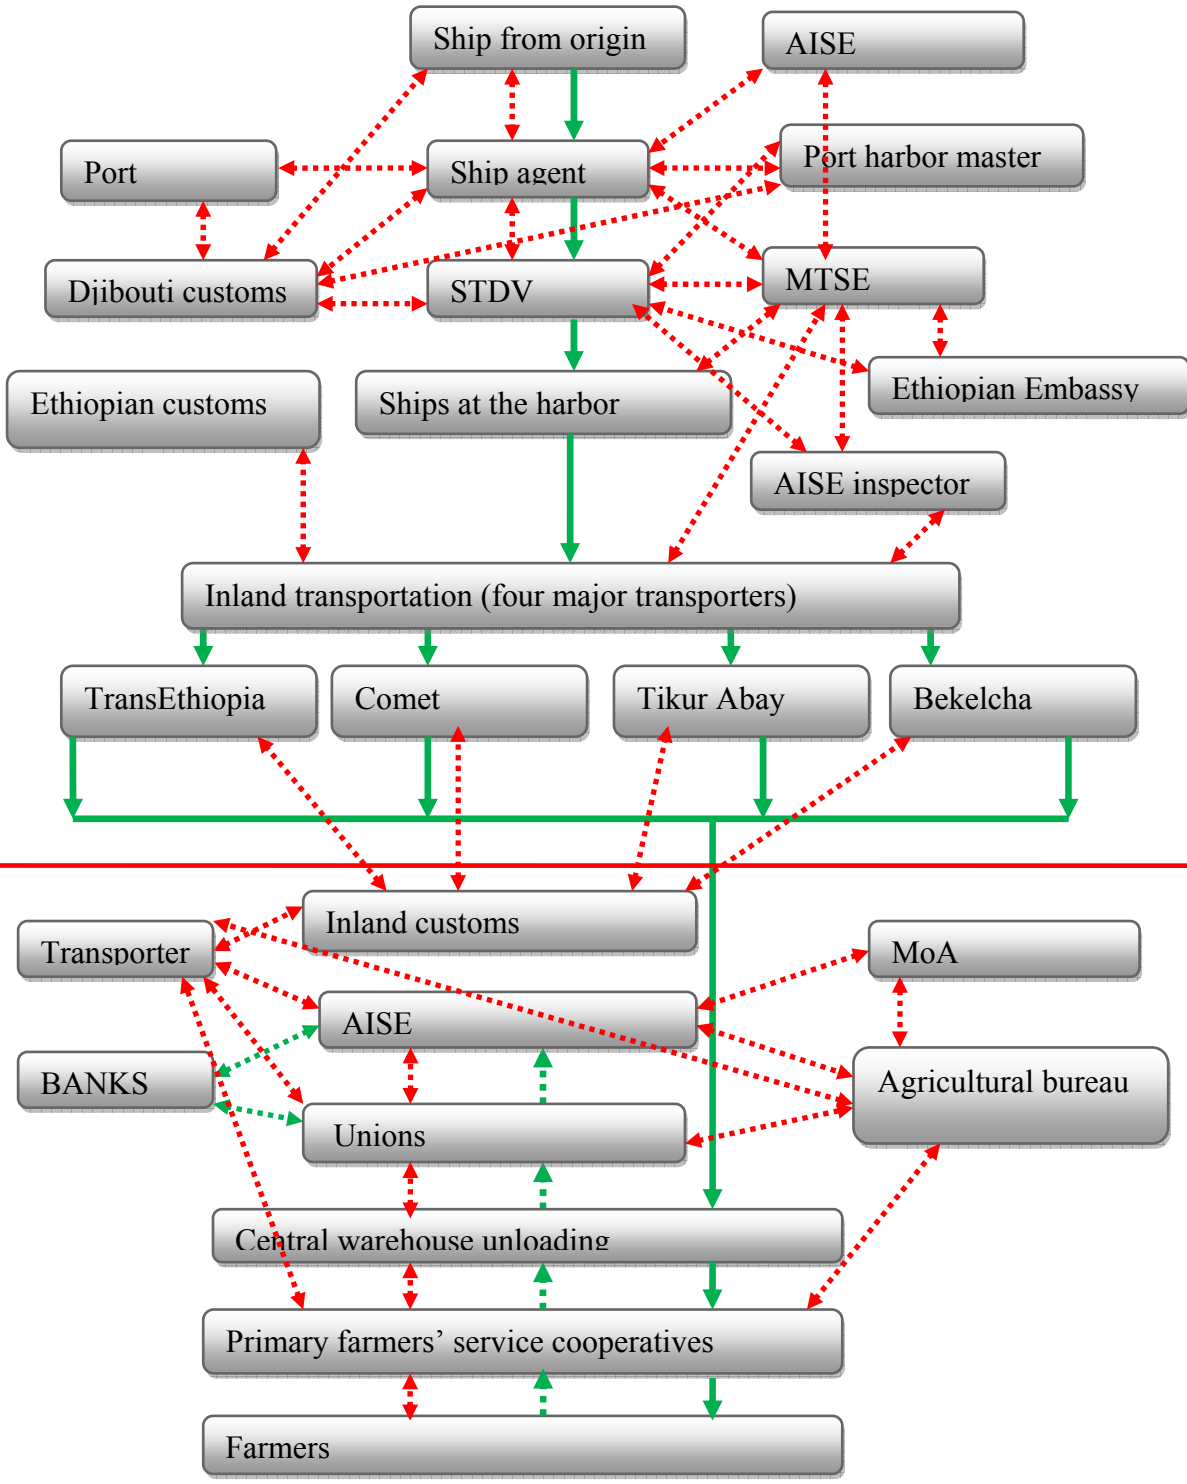 Ship from origin
AISE
Port
Ship agent
Port harbor master
Djibouti customs
STDV
MTSE
Ethiopian customs
Ships at the harbor
Ethiopian Embassy
AISE inspector
Inland transportation (four major transporters)
TransEthiopia
Comet
Tikur Abay
Bekelcha
Inland customs
Transporter
MoA
AISE
BANKS
Agricultural bureau
Unions
Central warehouse unloading
Primary farmers’ service cooperatives
Farmers